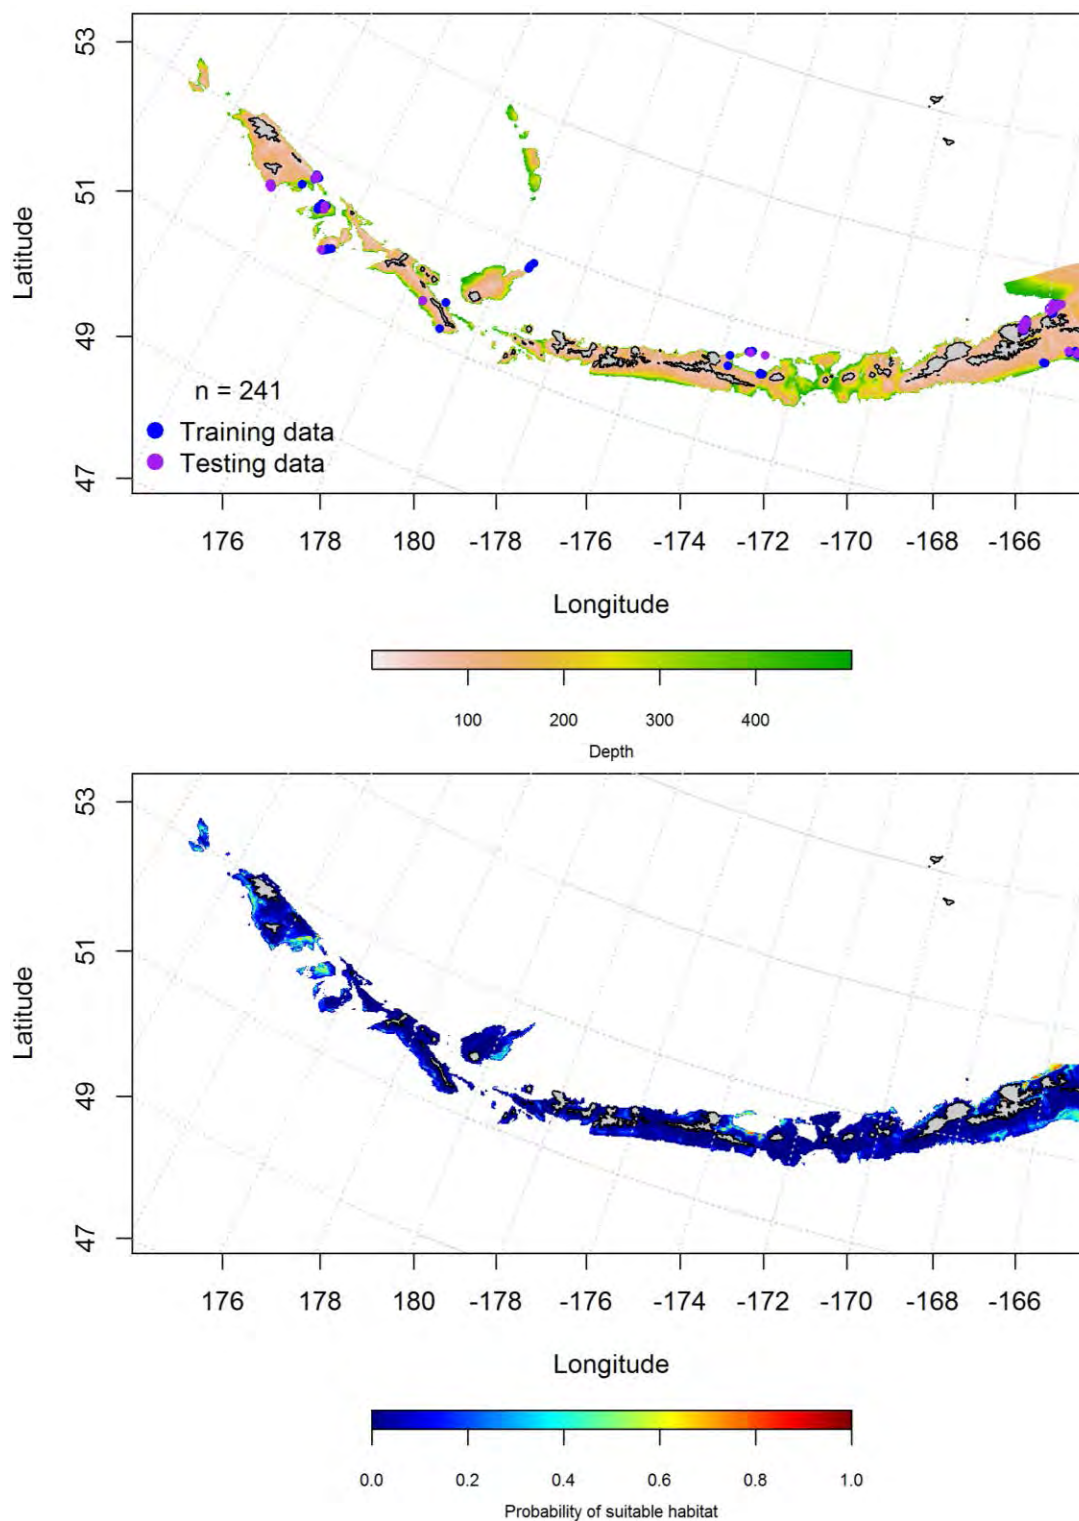 53
51
49
47
Latitude
n = 241
Training data
Testing data
176 178 180 -178 -176 -174 -172 -170 -168 -166
Longitude
100 200 300 400
Depth
53
51
49
47
Latitude
176 178 180 -178 -176 -174 -172 -170 -168 -166
Longitude
0.0 0.2 0.4 0.6 0.8 1.0
Probability of suitable habitat